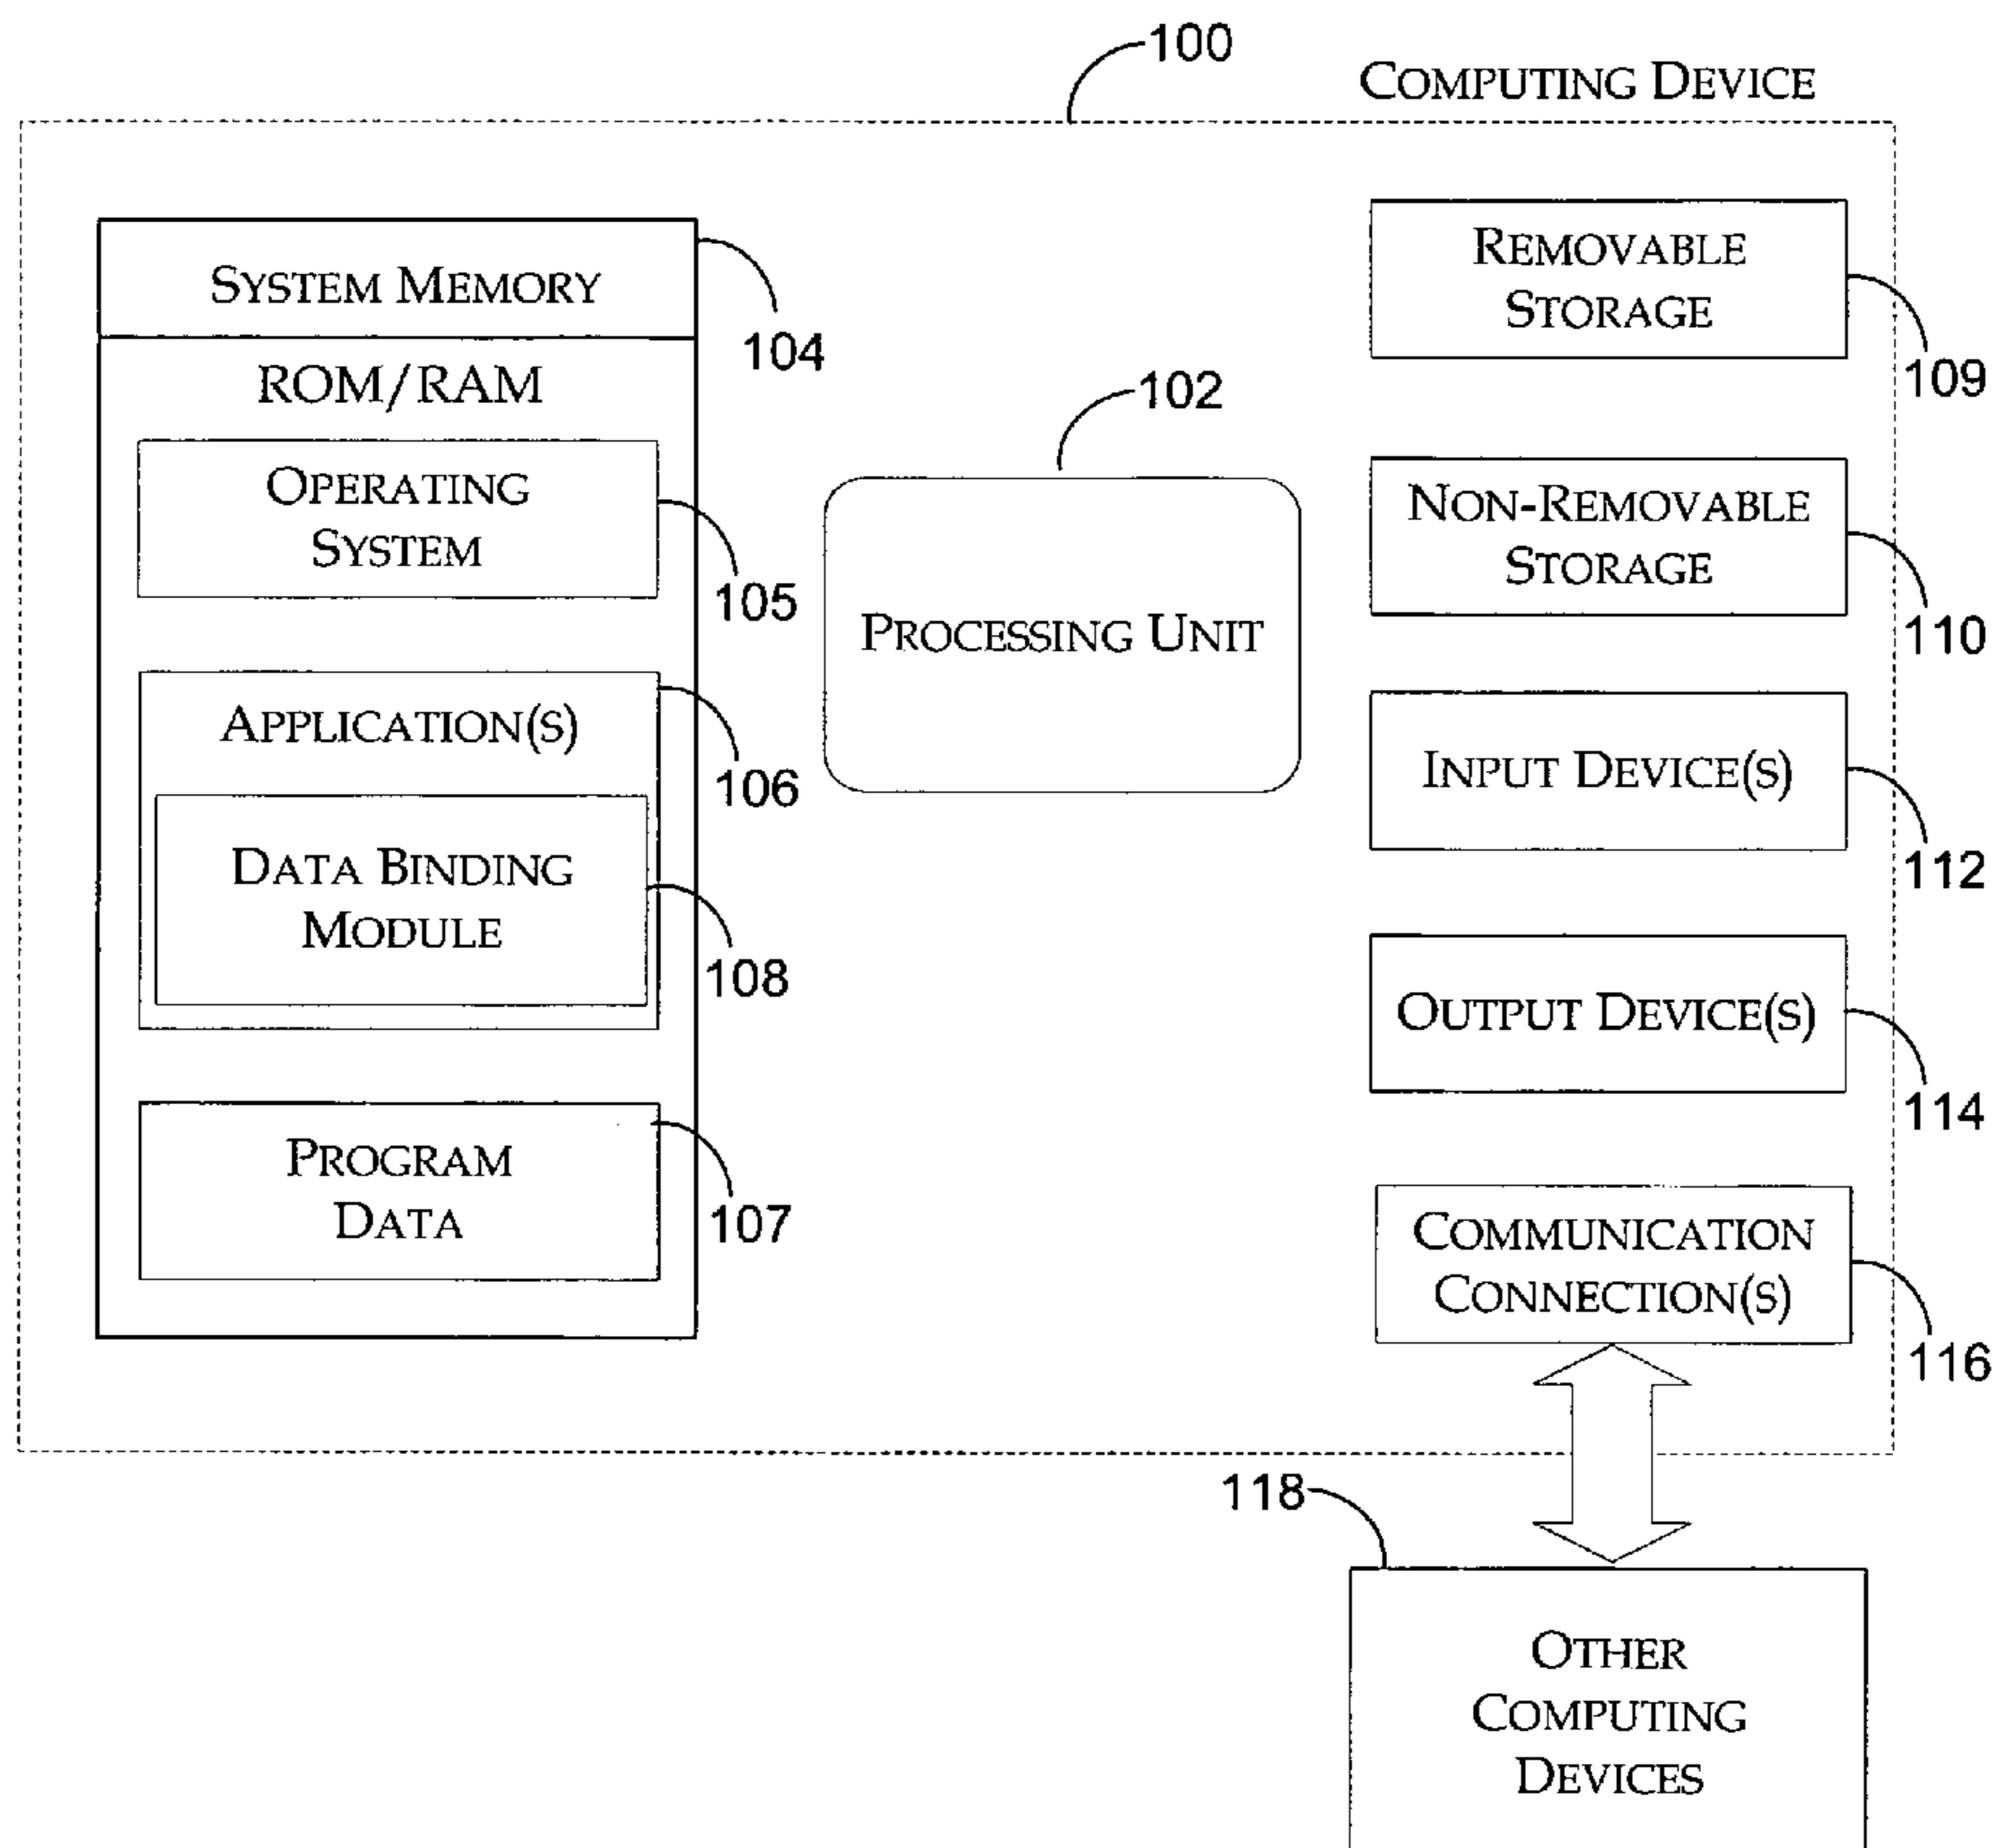 100
COMPUTING DEVICE
SYSTEM MEMORY
104
ROM/RAM
OPERATING
SYSTEM
105
APPLICATION(S)
106
DATA BINDING
MODULE
108
PROGRAM
DATA
107
102
PROCESSING UNIT
REMOVABLE
STORAGE
109
NON-REMOVABLE
STORAGE
110
INPUT DEVICE(S)
112
OUTPUT DEVICE(S)
114
COMMUNICATION
CONNECTION(S)
116
118
OTHER
COMPUTING
DEVICES